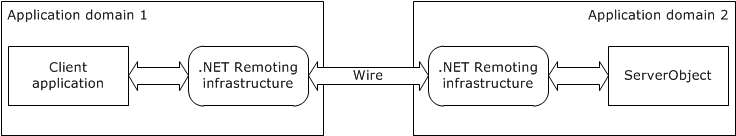 Application domain 1
Application domain 2
Client
application
.NET Remoting
infrastructure
Wire
.NET Remoting
infrastructure
ServerObject